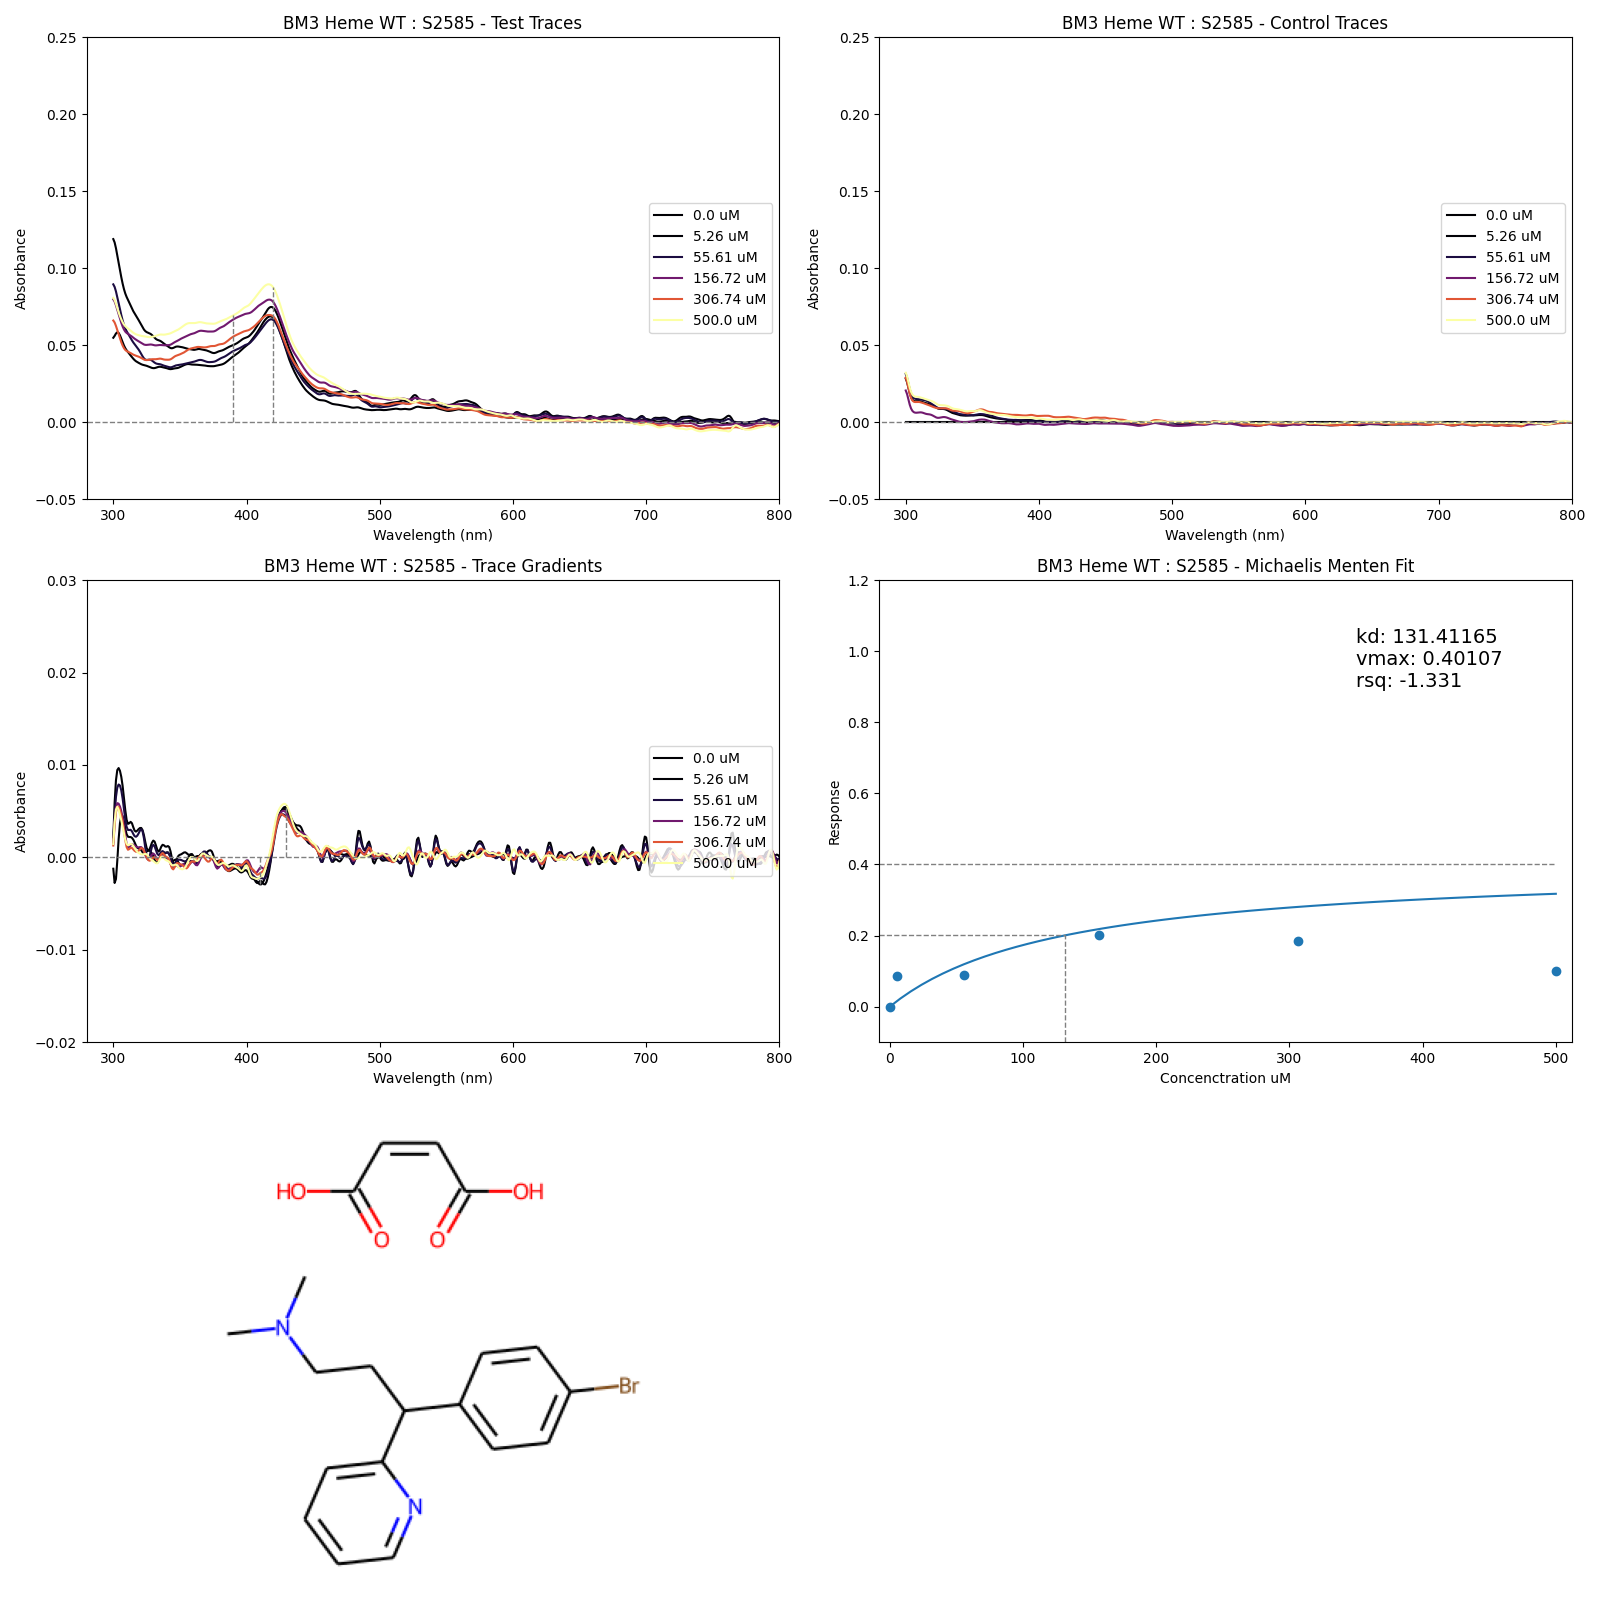 BM3 Heme WT : S2585 - Test Traces
0.25
0.20
0.15
0.10
0.05
0.00
−0.05
Absorbance
300 400 500 600 700 800
Wavelength (nm)
0.0 uM
5.26 uM
55.61 uM
156.72 uM
306.74 uM
500.0 uM
BM3 Heme WT : S2585 - Control Traces
0.25
0.20
0.15
0.10
0.05
0.00
−0.05
Absorbance
300 400 500 600 700 800
Wavelength (nm)
0.0 uM
5.26 uM
55.61 uM
156.72 uM
306.74 uM
500.0 uM
BM3 Heme WT : S2585 - Trace Gradients
0.03
0.02
0.01
0.00
−0.01
−0.02
Absorbance
300 400 500 600 700 800
Wavelength (nm)
0.0 uM
5.26 uM
55.61 uM
156.72 uM
306.74 uM
500.0 uM
BM3 Heme WT : S2585 - Michaelis Menten Fit
1.2
1.0
0.8
0.6
0.4
0.2
0.0
Response
0 100 200 300 400 500
Concenctration uM
kd: 131.41165
vmax: 0.40107
rsq: -1.331
HO OH
O O
N
Br
N